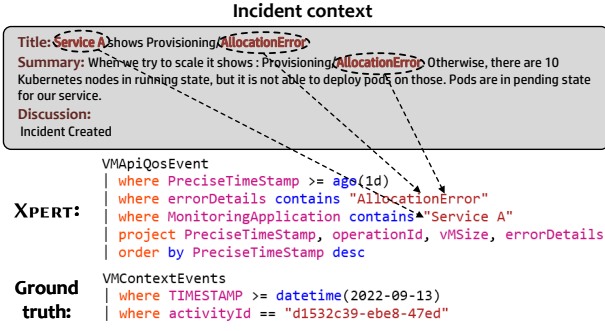 Incident context
Title: Service A shows Provisioning/AllocationError
Summary: When we try to scale it shows : Provisioning/AllocationError. Otherwise, there are 10
Kubernetes nodes in running state, but it is not able to deploy pods on those. Pods are in pending state
for our service.
Discussion:
Incident Created
XPERT:
VMApiQosEvent
| where PreciseTimeStamp >= ago(1d)
| where errorDetails contains "AllocationError"
| where MonitoringApplication contains "Service A"
| project PreciseTimeStamp, operationId, vMSize, errorDetails
| order by PreciseTimeStamp desc
Ground
truth:
VMContextEvents
| where TIMESTAMP >= datetime(2022-09-13)
| where activityId == "d1532c39-ebe8-47ed"